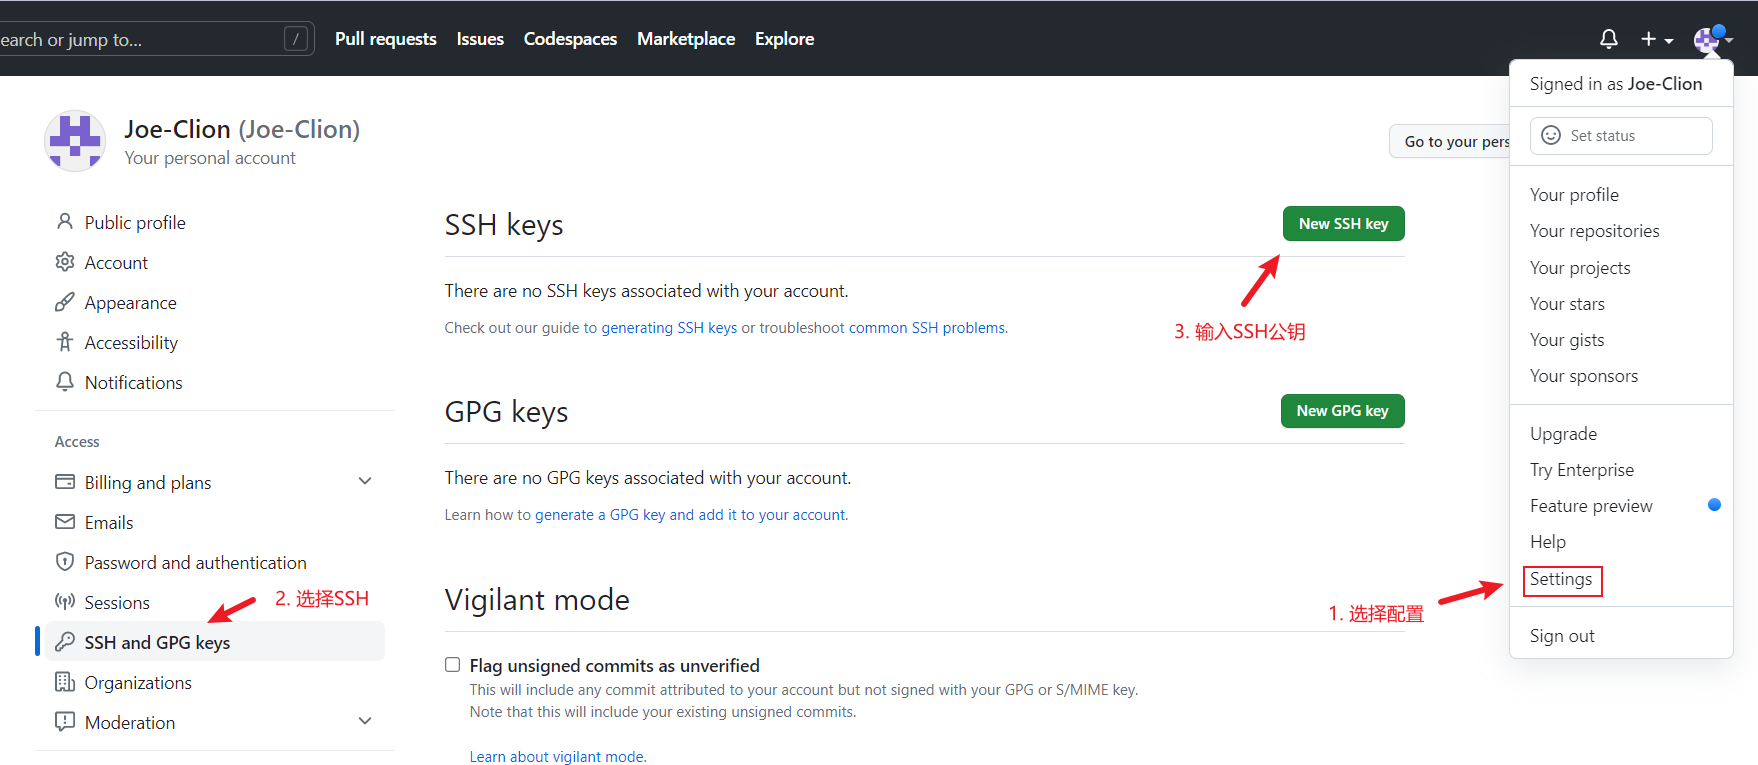 earch or jump to... /
Pull requests Issues Codespaces Marketplace Explore
Joe-Clion (Joe-Clion)
Your personal account
Go to your pers
Public profile
Account
Appearance
Accessibility
Notifications
Access
Billing and plans
Emails
Password and authentication
Sessions
2. 选择SSH
SSH and GPG keys
Organizations
Moderation
SSH keys
New SSH key
There are no SSH keys associated with your account.
Check out our guide to generating SSH keys or troubleshoot common SSH problems.
3. 输入SSH公钥
GPG keys
New GPG key
There are no GPG keys associated with your account.
Learn how to generate a GPG key and add it to your account.
Vigilant mode
Flag unsigned commits as unverified
This will include any commit attributed to your account but not signed with your GPG or S/MIME key.
Note that this will include your existing unsigned commits.
Learn about vigilant mode.
Signed in as Joe-Clion
Set status
Your profile
Your repositories
Your projects
Your stars
Your gists
Your sponsors
Upgrade
Try Enterprise
Feature preview
Help
Settings
1. 选择配置
Sign out